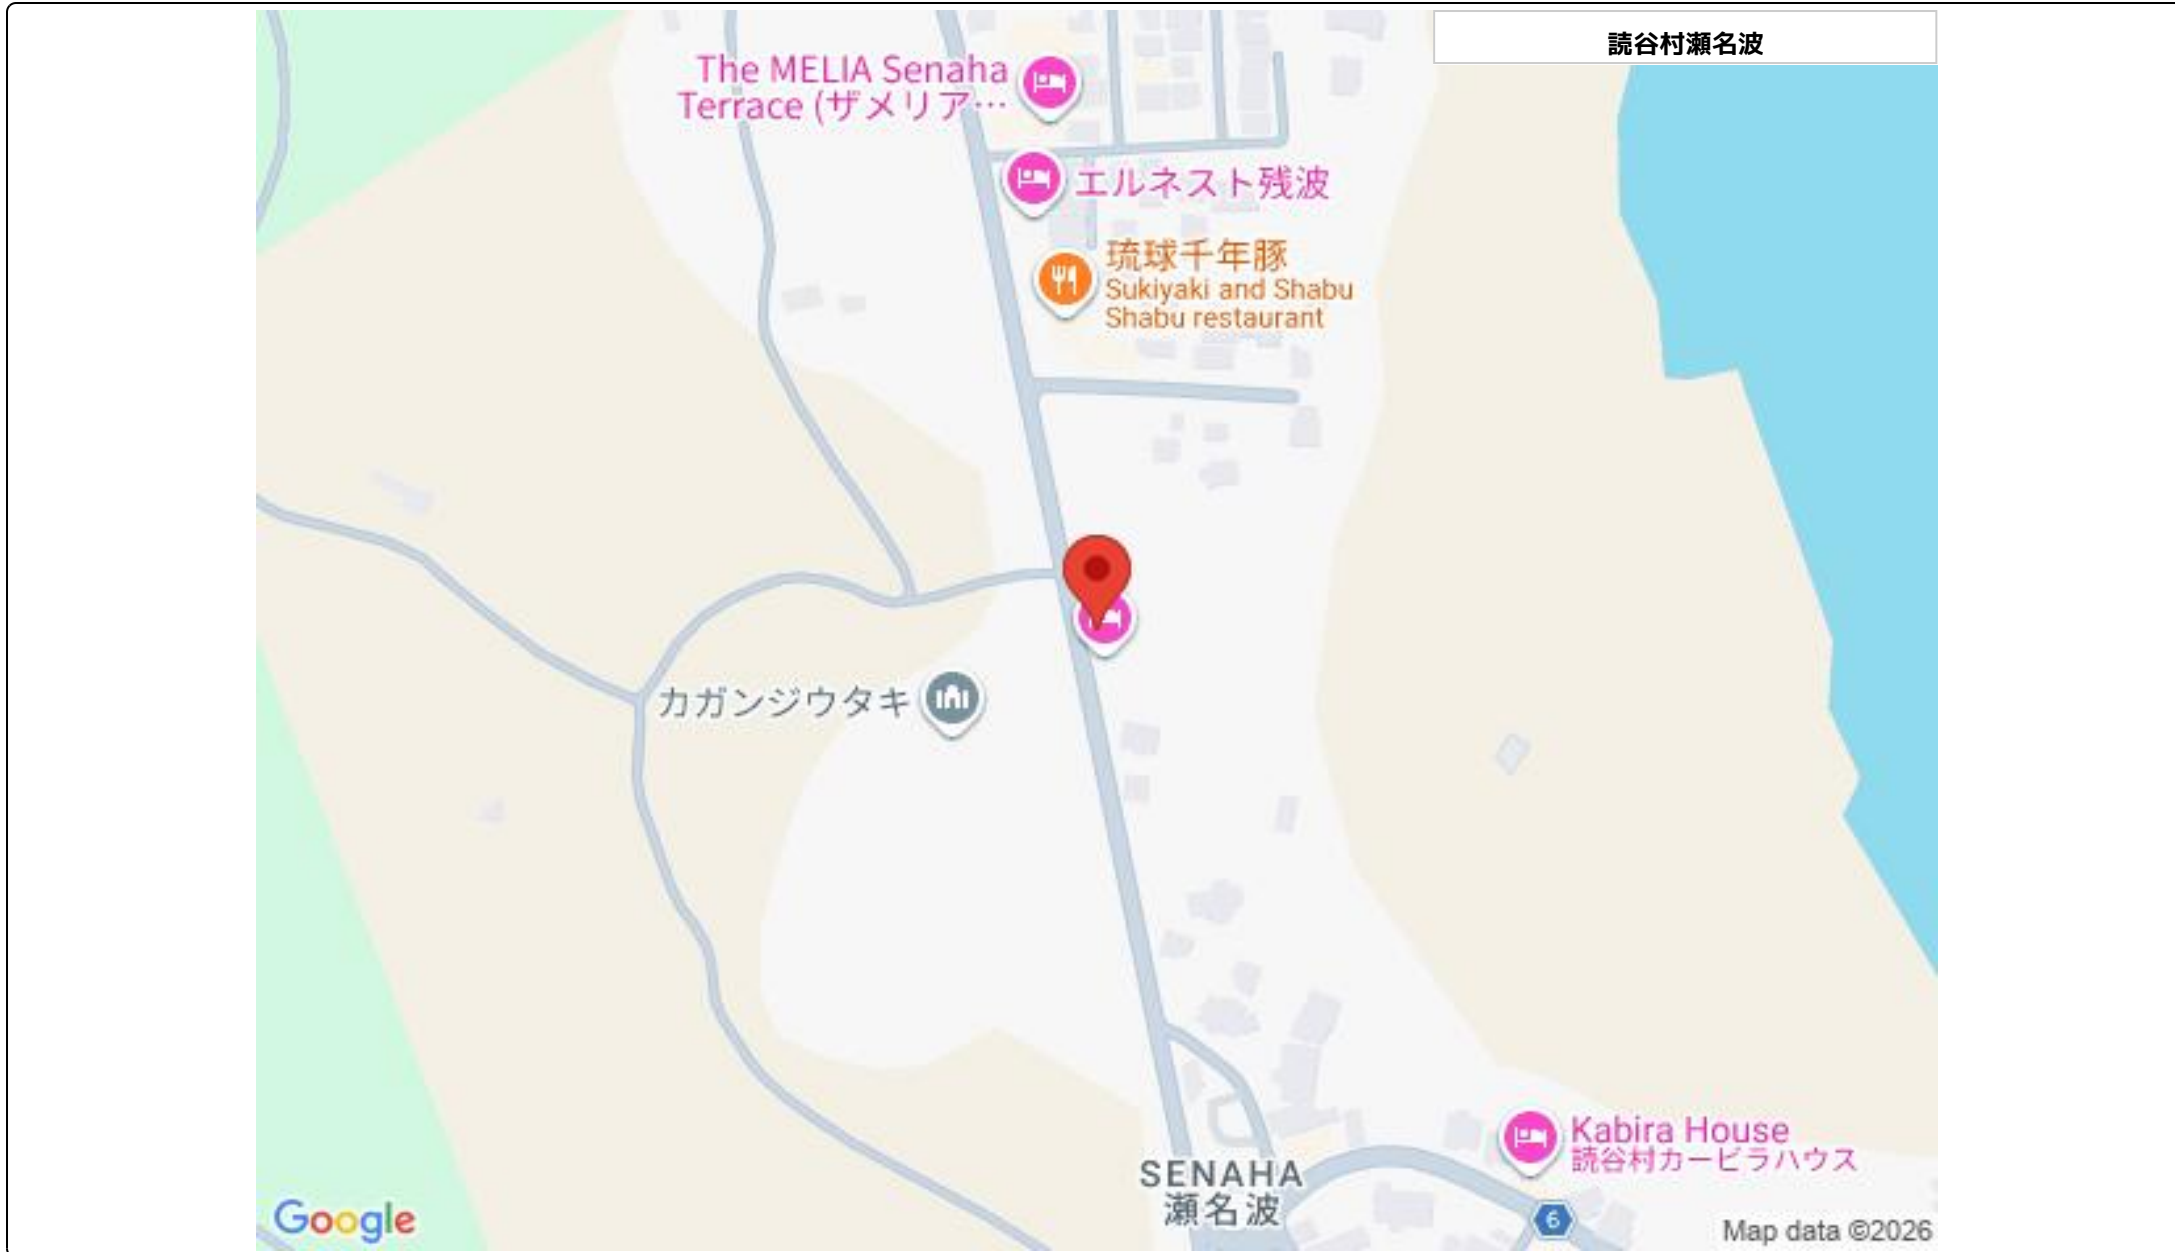 読谷村瀬名波
The MELIA Senaha
Terrace (ザメリア…
エルネスト残波
琉球千年豚
Sukiyaki and Shabu
Shabu restaurant
カガンジウタキ
Kabira House
読谷村カービラハウス
SENAHA
瀬名波
6
Google
Map data ©2026